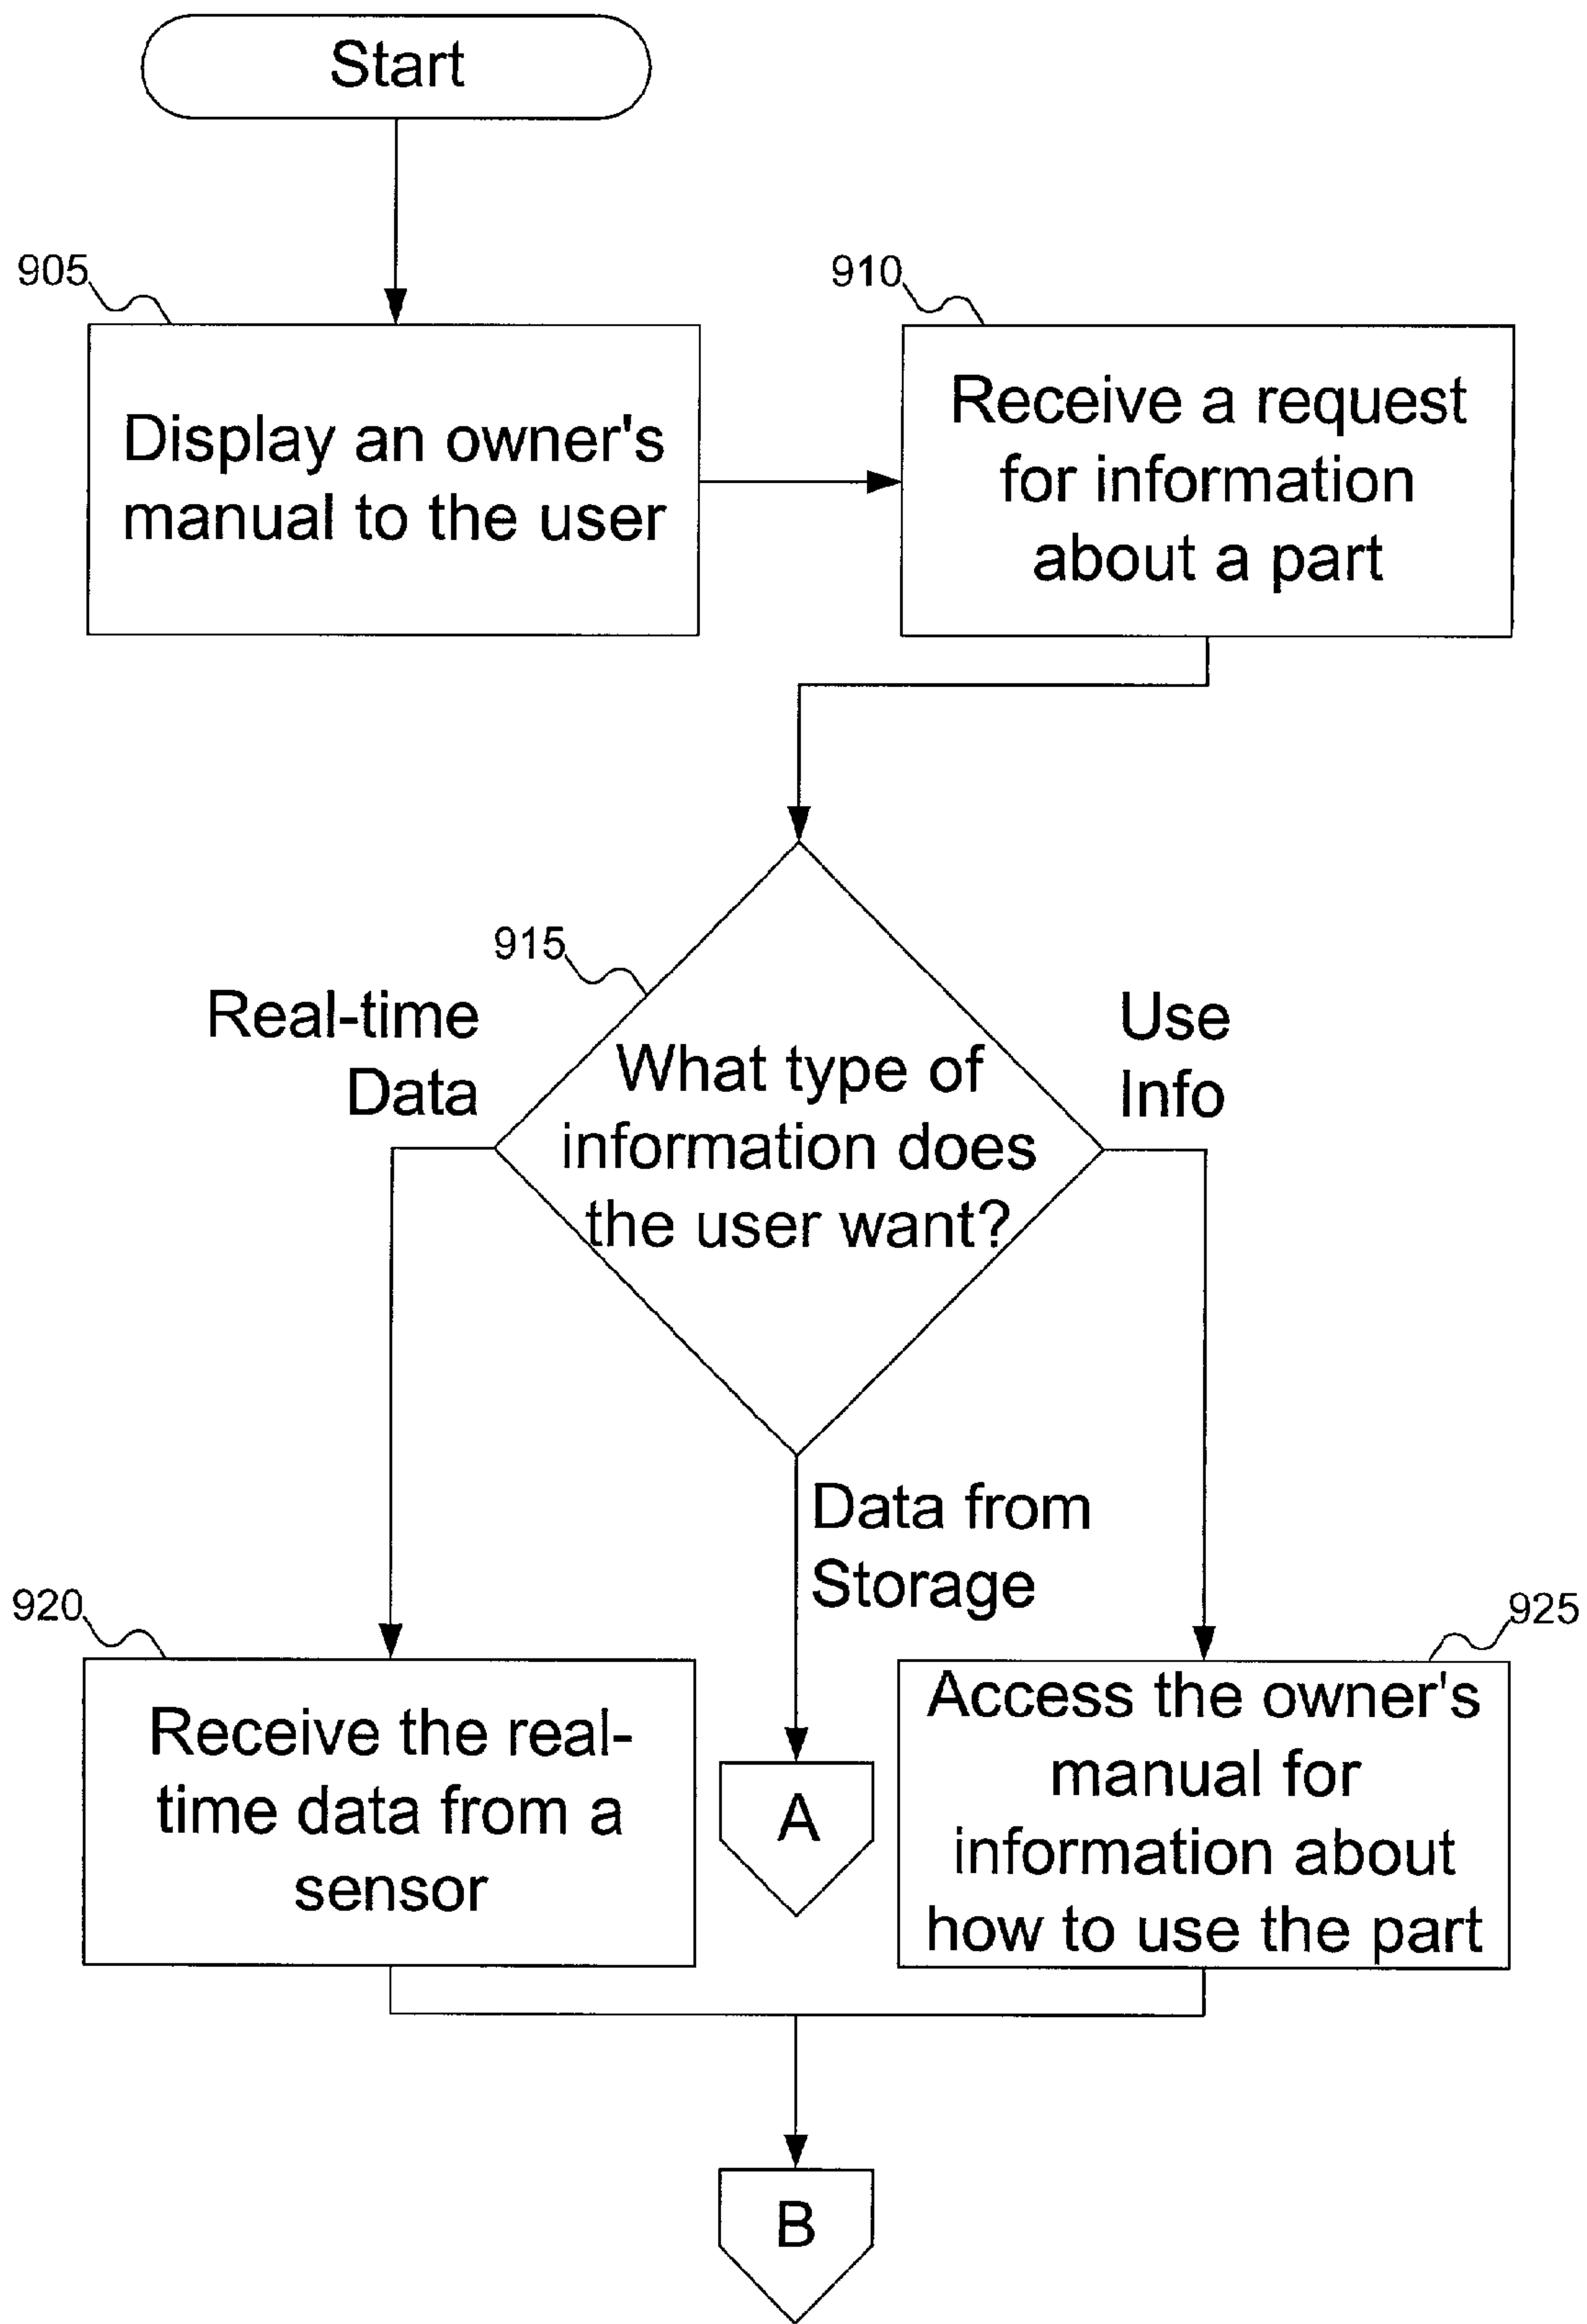 Start
905
Display an owner's
manual to the user
910
Receive a request
for information
about a part
915
What type of
information does
the user want?
Real-time
Data
Use
Info
Data from
Storage
920
Receive the real-
time data from a
sensor
A
925
Access the owner's
manual for
information about
how to use the part
B